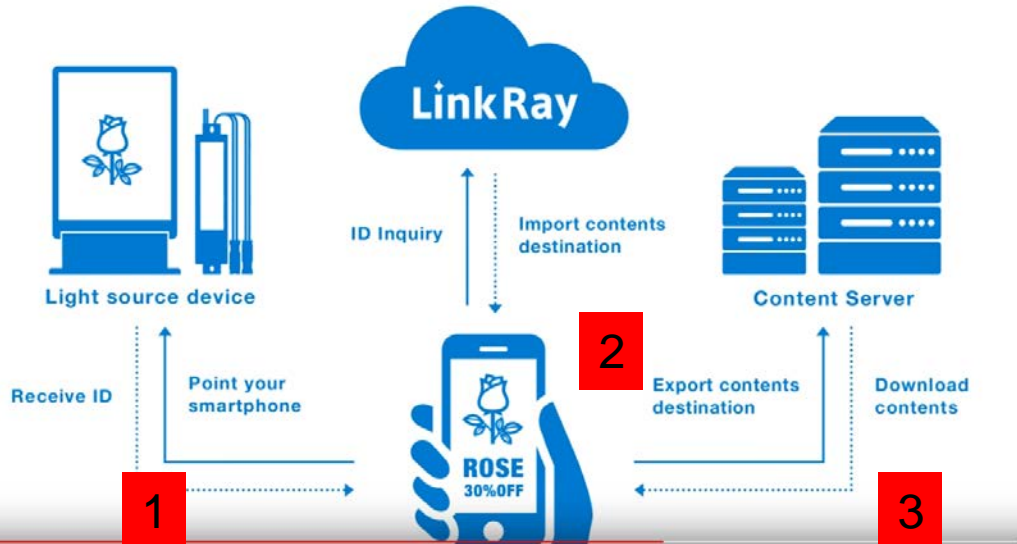 LinkRay
ID Inquiry
Import contents
destination
Light source device
Content Server
Receive ID
Point your
smartphone
2
Export contents
destination
Download
contents
ROSE
30%OFF
1
3